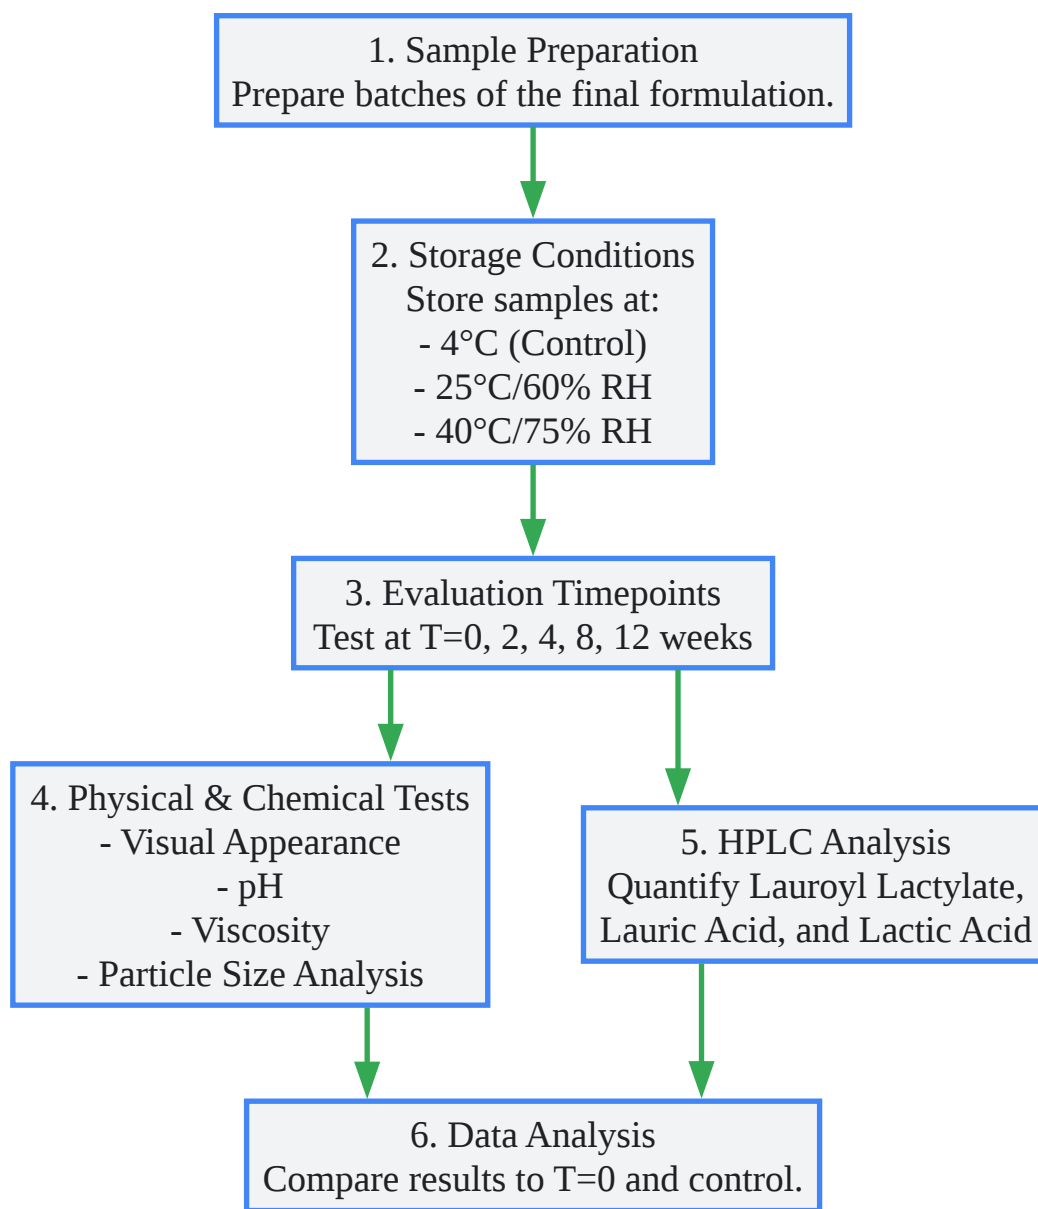 1. Sample Preparation
Prepare batches of the final formulation.
2. Storage Conditions
Store samples at:
- 4°C (Control)
- 25°C/60% RH
- 40°C/75% RH
3. Evaluation Timepoints
Test at T=0, 2, 4, 8, 12 weeks
4. Physical & Chemical Tests
- Visual Appearance
- pH
- Viscosity
- Particle Size Analysis
5. HPLC Analysis
Quantify Lauroyl Lactylate,
Lauric Acid, and Lactic Acid
6. Data Analysis
Compare results to T=0 and control.